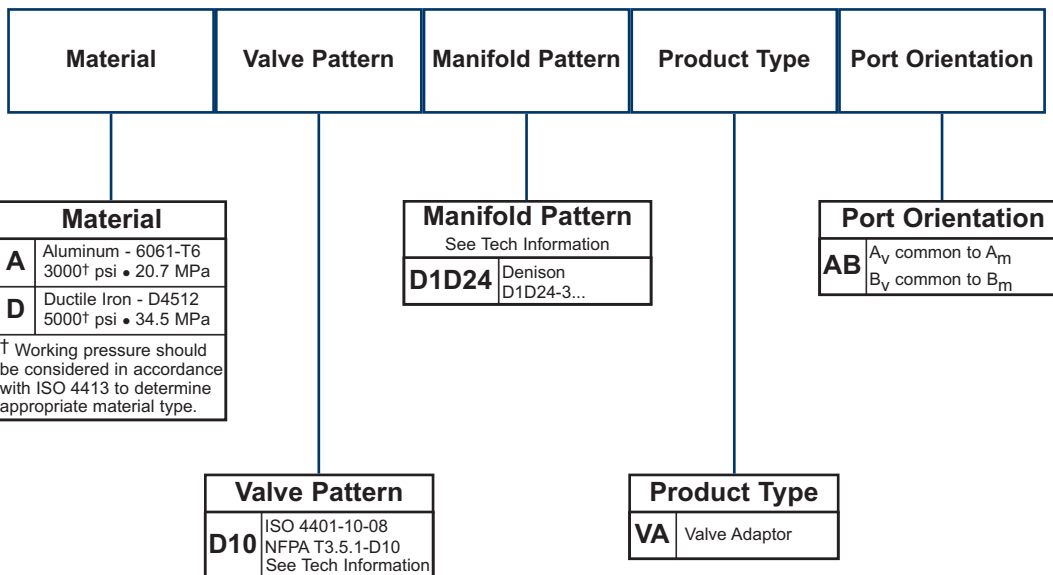 Material
Valve Pattern
Manifold Pattern
Product Type
Port Orientation
Material
A
Aluminum - 6061-T6
3000† psi • 20.7 MPa
D
Ductile Iron - D4512
5000† psi • 34.5 MPa
† Working pressure should
be considered in accordance
with ISO 4413 to determine
appropriate material type.
Manifold Pattern
See Tech Information
D1D24
Denison
D1D24-3...
Port Orientation
AB
Av common to Am
Bv common to Bm
Valve Pattern
D10
ISO 4401-10-08
NFPA T3.5.1-D10
See Tech Information
Product Type
VA
Valve Adaptor